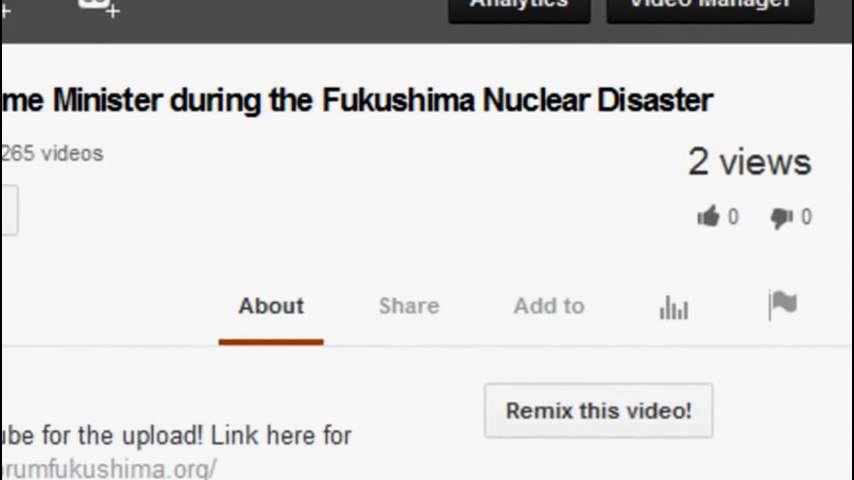 Analytics Video Manager
me Minister during the Fukushima Nuclear Disaster
265 videos
2 views
0 0
About Share Add to
Remix this video!
ube for the upload! Link here for
orumfukushima.org/